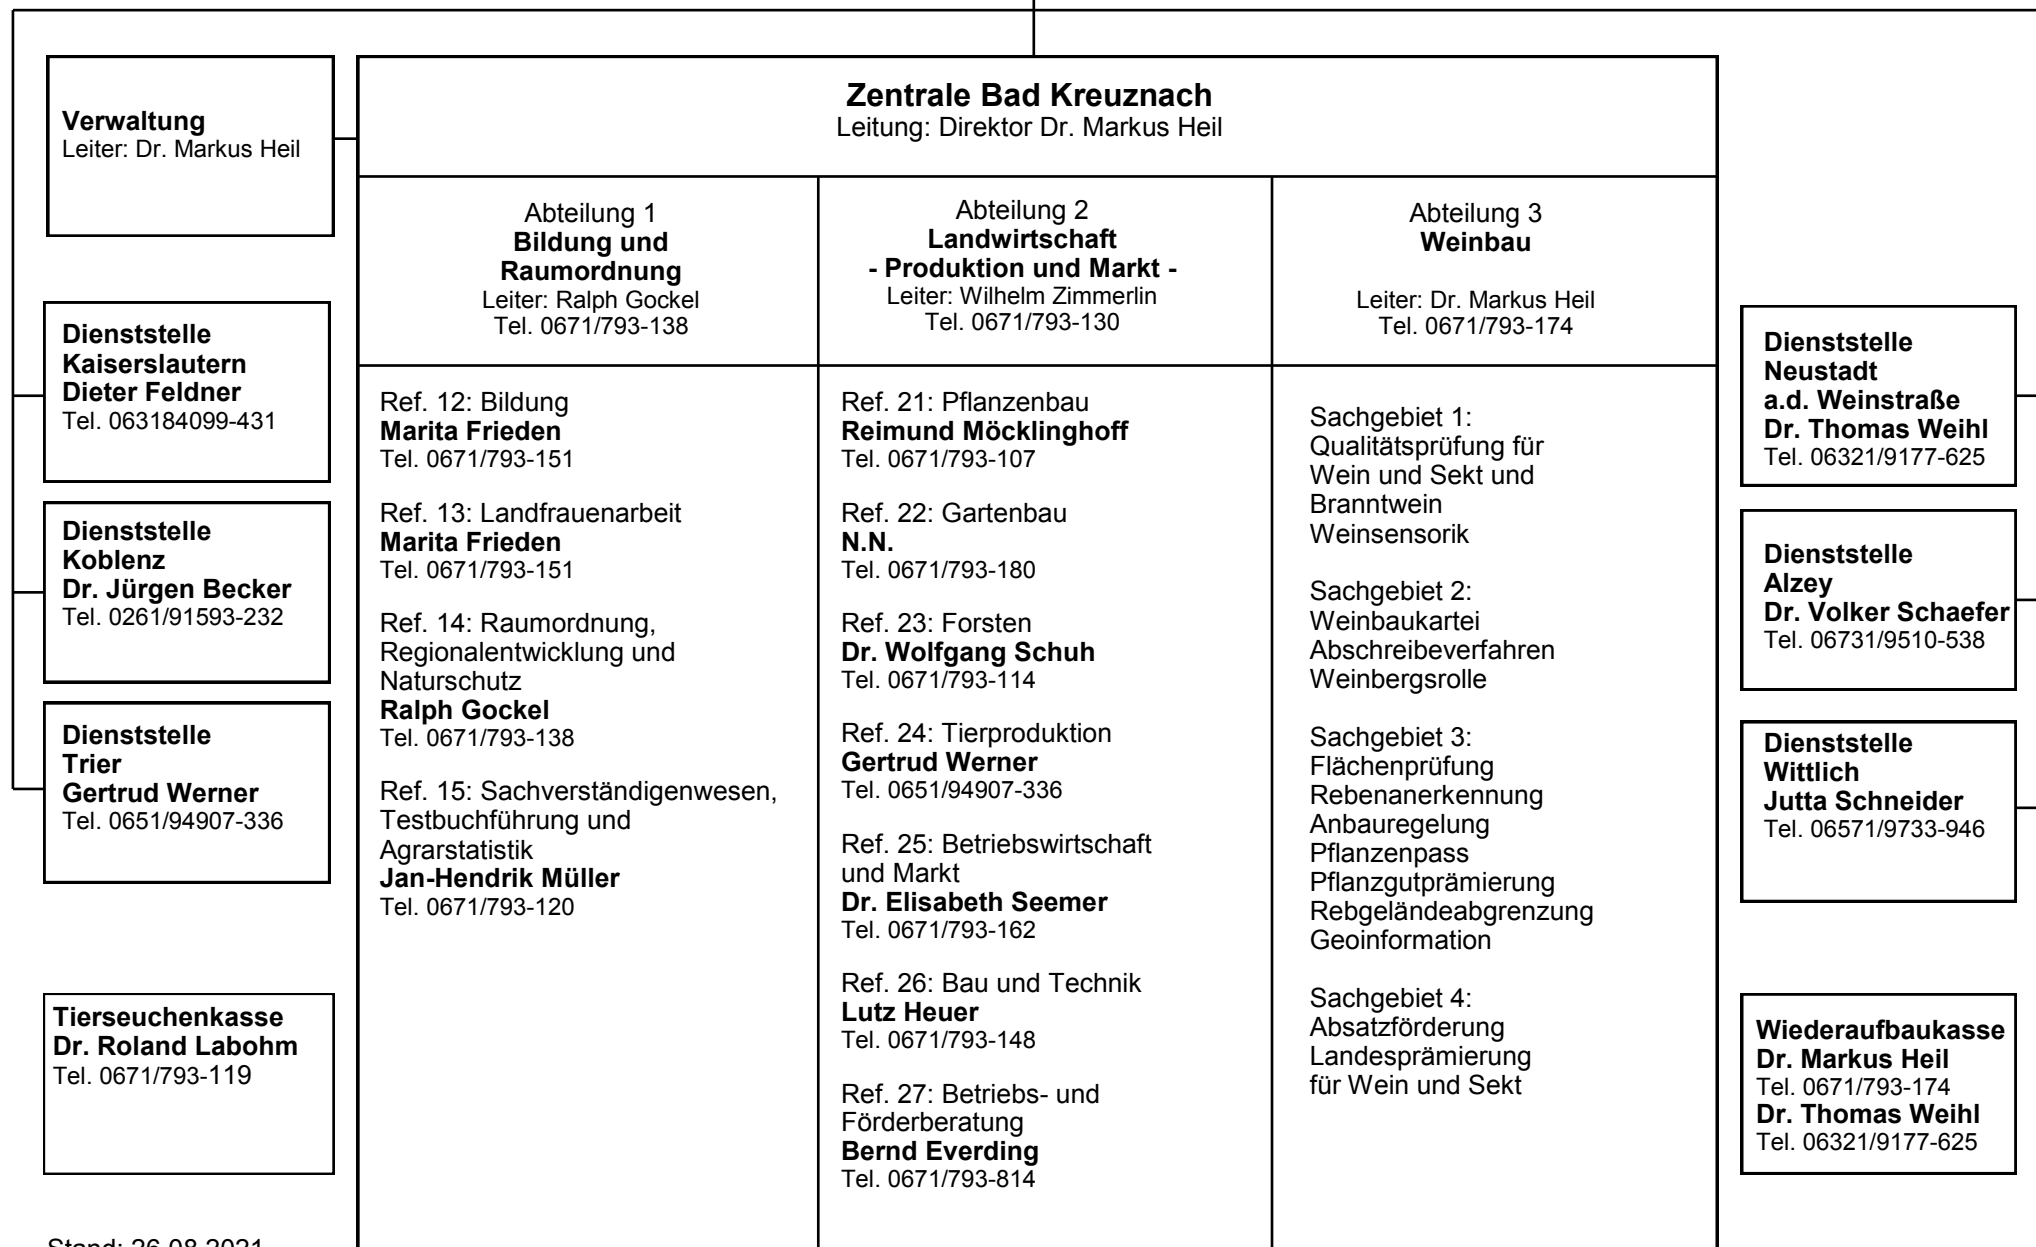 Zentrale Bad Kreuznach
Leitung: Direktor Dr. Markus Heil
Verwaltung
Leiter: Dr. Markus Heil
Dienststelle
Kaiserslautern
Dieter Feldner
Tel. 063184099-431
Dienststelle
Koblenz
Dr. Jürgen Becker
Tel. 0261/91593-232
Dienststelle
Trier
Gertrud Werner
Tel. 0651/94907-336
Tierseuchenkasse
Dr. Roland Labohm
Tel. 0671/793-119
Stand: 26.08.2021
Abteilung 1
Bildung und
Raumordnung
Leiter: Ralph Gockel
Tel. 0671/793-138
Ref. 12: Bildung
Marita Frieden
Tel. 0671/793-151
Ref. 13: Landfrauenarbeit
Marita Frieden
Tel. 0671/793-151
Ref. 14: Raumordnung,
Regionalentwicklung und
Naturschutz
Ralph Gockel
Tel. 0671/793-138
Ref. 15: Sachverständigenwesen,
Testbuchführung und
Agrarstatistik
Jan-Hendrik Müller
Tel. 0671/793-120
Abteilung 2
Landwirtschaft
- Produktion und Markt -
Leiter: Wilhelm Zimmerlin
Tel. 0671/793-130
Ref. 21: Pflanzenbau
Reimund Möcklinghoff
Tel. 0671/793-107
Ref. 22: Gartenbau
N.N.
Tel. 0671/793-180
Ref. 23: Forsten
Dr. Wolfgang Schuh
Tel. 0671/793-114
Ref. 24: Tierproduktion
Gertrud Werner
Tel. 0651/94907-336
Ref. 25: Betriebswirtschaft
und Markt
Dr. Elisabeth Seemer
Tel. 0671/793-162
Ref. 26: Bau und Technik
Lutz Heuer
Tel. 0671/793-148
Ref. 27: Betriebs- und
Förderberatung
Bernd Everding
Tel. 0671/793-814
Abteilung 3
Weinbau
Leiter: Dr. Markus Heil
Tel. 0671/793-174
Sachgebiet 1:
Qualitätsprüfung für
Wein und Sekt und
Branntwein
Weinsensorik
Sachgebiet 2:
Weinbaukartei
Abschreibeverfahren
Weinbergsrolle
Sachgebiet 3:
Flächenprüfung
Rebenanerkennung
Anbauregelung
Pflanzenpass
Pflanzgutprämierung
Rebgeländeabgrenzung
Geoinformation
Sachgebiet 4:
Absatzförderung
Landesprämierung
für Wein und Sekt
Dienststelle
Neustadt
a.d. Weinstraße
Dr. Thomas Weihl
Tel. 06321/9177-625
Dienststelle
Alzey
Dr. Volker Schaefer
Tel. 06731/9510-538
Dienststelle
Wittlich
Jutta Schneider
Tel. 06571/9733-946
Wiederaufbaukasse
Dr. Markus Heil
Tel. 0671/793-174
Dr. Thomas Weihl
Tel. 06321/9177-625